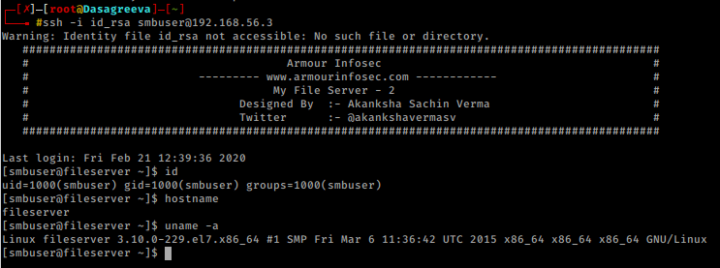 [✗]-[root@Dasagreeva]-[~]
#ssh -i id_rsa smbuser@192.168.56.3
Warning: Identity file id_rsa not accessible: No such file or directory.
##############################################################################################
# Armour Infosec #
# --------- www.armourinfosec.com ------------ #
# My File Server - 2 #
# Designed By :- Akanksha Sachin Verma #
# Twitter :- @akankshavermasv #
##############################################################################################
Last login: Fri Feb 21 12:39:36 2020
[smbuser@fileserver ~]$ id
uid=1000(smbuser) gid=1000(smbuser) groups=1000(smbuser)
[smbuser@fileserver ~]$ hostname
fileserver
[smbuser@fileserver ~]$ uname -a
Linux fileserver 3.10.0-229.el7.x86_64 #1 SMP Fri Mar 6 11:36:42 UTC 2015 x86_64 x86_64 x86_64 GNU/Linux
[smbuser@fileserver ~]$